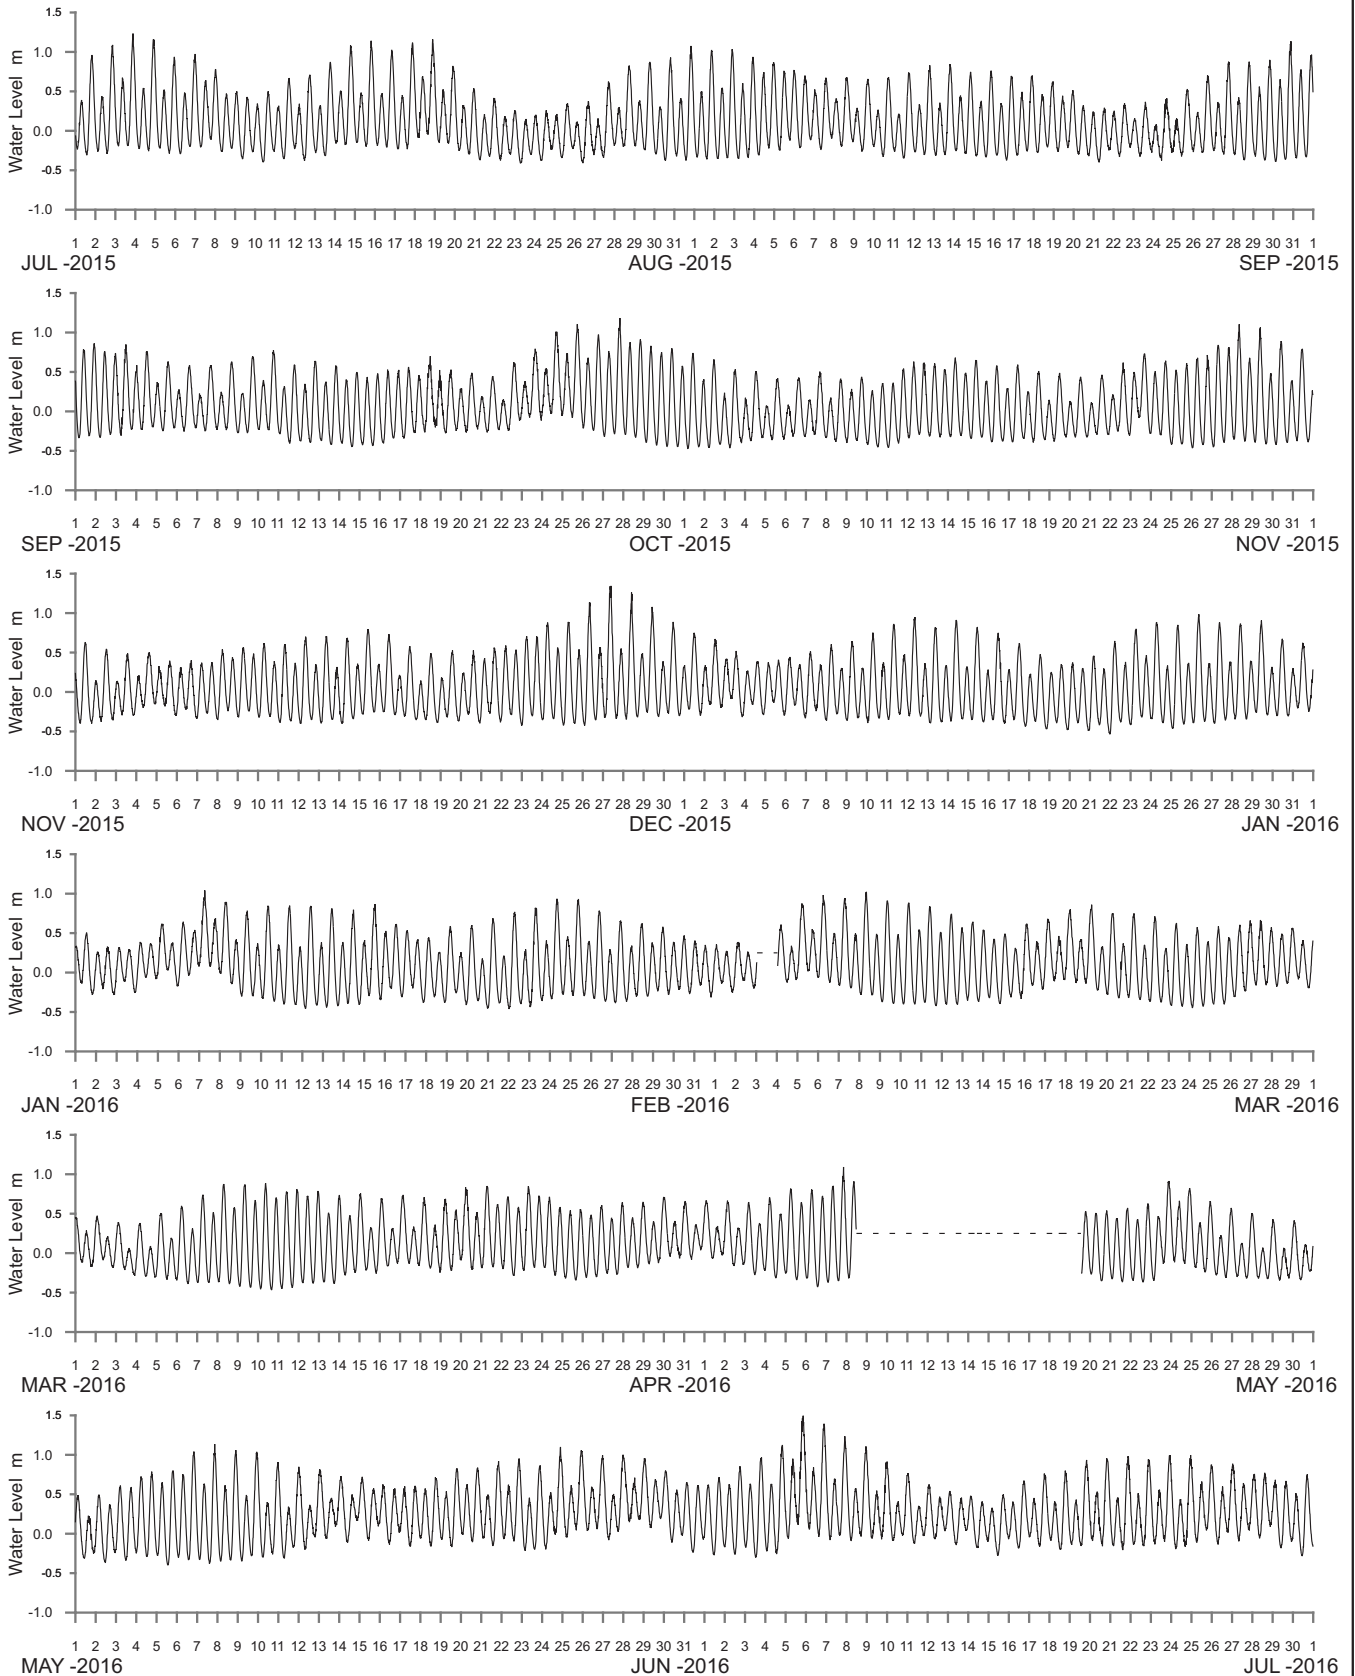 1.5
1.0
0.5
0.0
-0.5
-1.0
Water Level m
1 2 3 4 5 6 7 8 9 10 11 12 13 14 15 16 17 18 19 20 21 22 23 24 25 26 27 28 29 30 31 1 2 3 4 5 6 7 8 9 10 11 12 13 14 15 16 17 18 19 20 21 22 23 24 25 26 27 28 29 30 31 1
JUL -2015 AUG -2015 SEP -2015
1.5
1.0
0.5
0.0
-0.5
-1.0
Water Level m
1 2 3 4 5 6 7 8 9 10 11 12 13 14 15 16 17 18 19 20 21 22 23 24 25 26 27 28 29 30 1 2 3 4 5 6 7 8 9 10 11 12 13 14 15 16 17 18 19 20 21 22 23 24 25 26 27 28 29 30 31 1
SEP -2015 OCT -2015 NOV -2015
1.5
1.0
0.5
0.0
-0.5
-1.0
Water Level m
1 2 3 4 5 6 7 8 9 10 11 12 13 14 15 16 17 18 19 20 21 22 23 24 25 26 27 28 29 30 1 2 3 4 5 6 7 8 9 10 11 12 13 14 15 16 17 18 19 20 21 22 23 24 25 26 27 28 29 30 31 1
NOV -2015 DEC -2015 JAN -2016
1.5
1.0
0.5
0.0
-0.5
-1.0
Water Level m
1 2 3 4 5 6 7 8 9 10 11 12 13 14 15 16 17 18 19 20 21 22 23 24 25 26 27 28 29 30 31 1 2 3 4 5 6 7 8 9 10 11 12 13 14 15 16 17 18 19 20 21 22 23 24 25 26 27 28 29 1
JAN -2016 FEB -2016 MAR -2016
1.5
1.0
0.5
0.0
-0.5
-1.0
Water Level m
1 2 3 4 5 6 7 8 9 10 11 12 13 14 15 16 17 18 19 20 21 22 23 24 25 26 27 28 29 30 31 1 2 3 4 5 6 7 8 9 10 11 12 13 14 15 16 17 18 19 20 21 22 23 24 25 26 27 28 29 30 1
MAR -2016 APR -2016 MAY -2016
1.5
1.0
0.5
0.0
-0.5
-1.0
Water Level m
1 2 3 4 5 6 7 8 9 10 11 12 13 14 15 16 17 18 19 20 21 22 23 24 25 26 27 28 29 30 31 1 2 3 4 5 6 7 8 9 10 11 12 13 14 15 16 17 18 19 20 21 22 23 24 25 26 27 28 29 30 1
MAY -2016 JUN -2016 JUL -2016